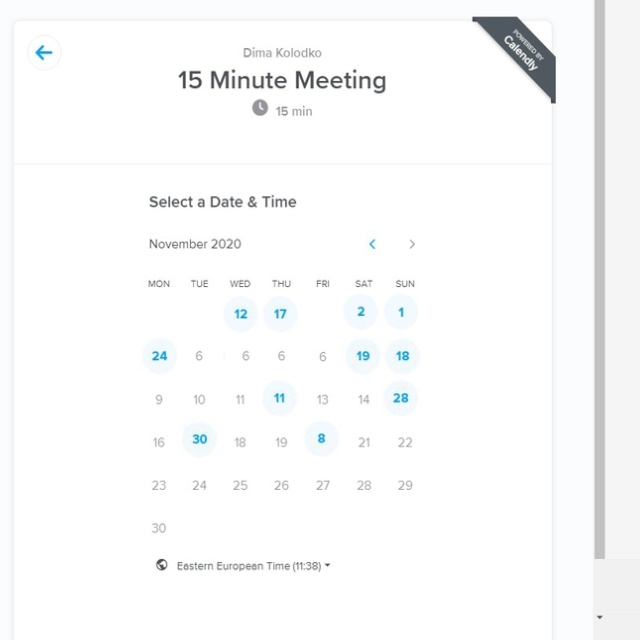 Dima Kolodko
POWERED BY
Calendly
15 Minute Meeting
15 min
Select a Date & Time
November 2020
MON TUE WED THU FRI SAT SUN
12 17 2 1
24 6 6 6 6 19 18
9 10 11 11 13 14 28
16 30 18 19 8 21 22
23 24 25 26 27 28 29
30
Eastern European Time (11:38)